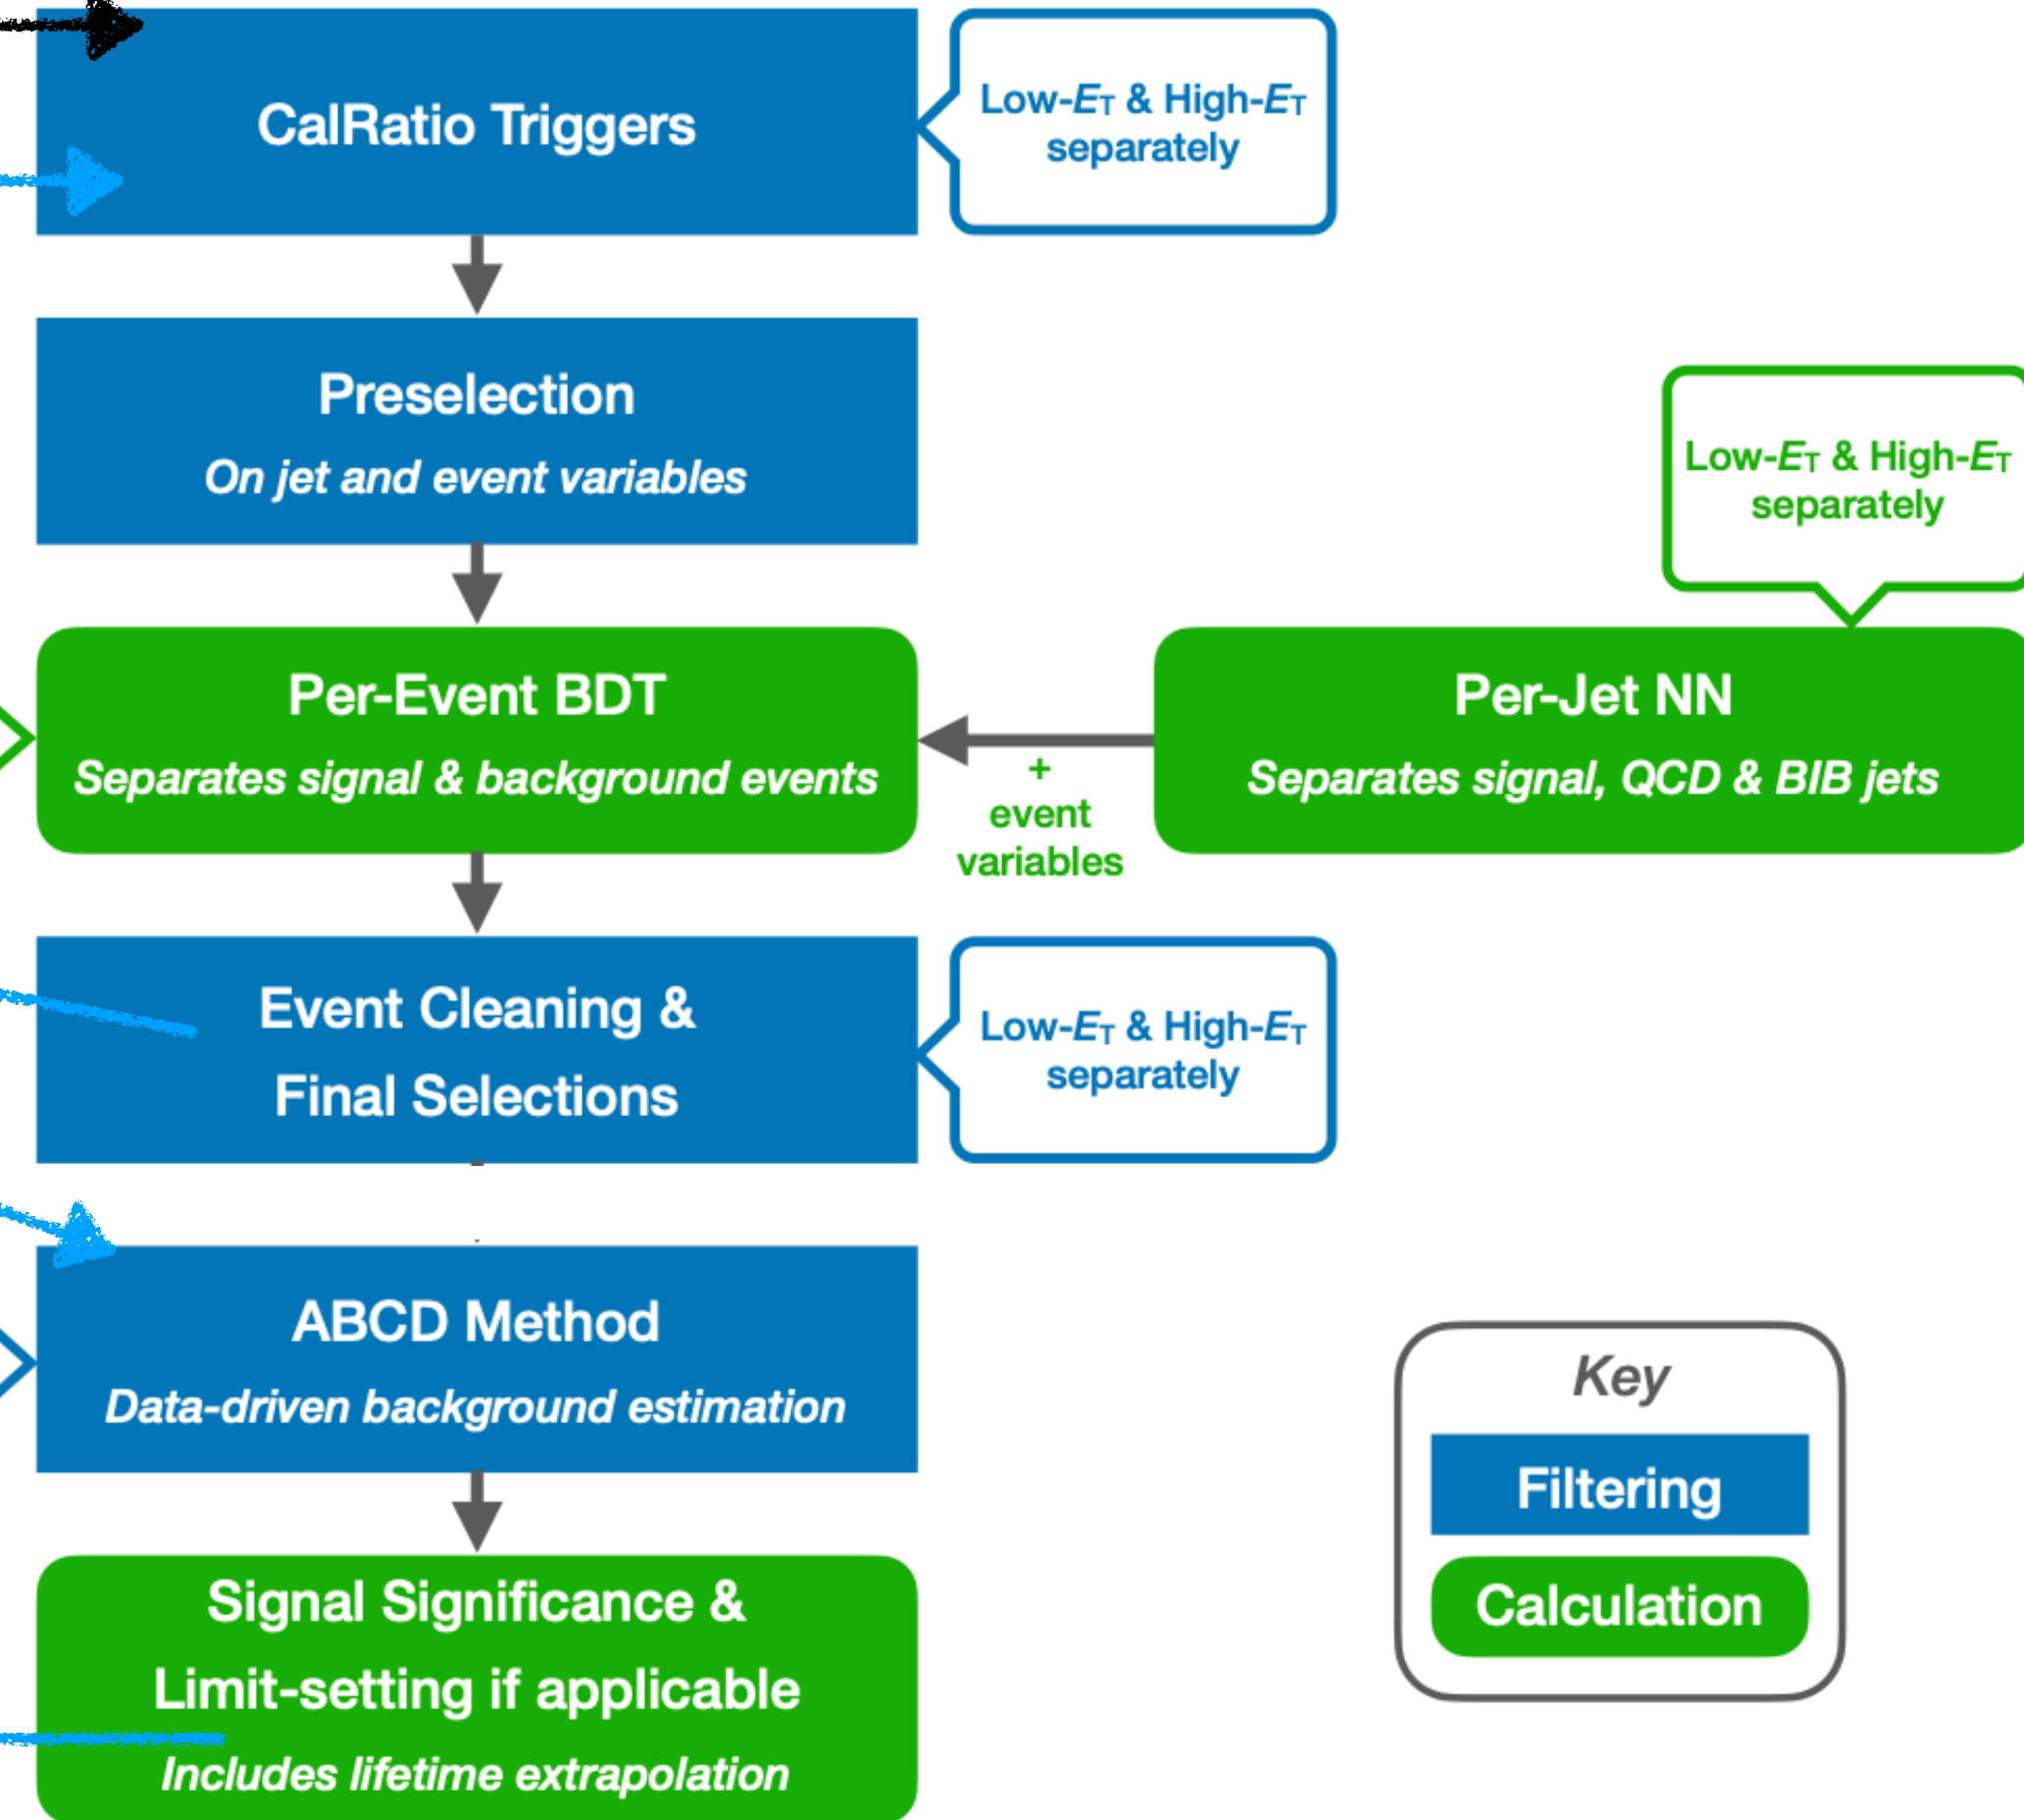 CalRatio Triggers
Low-ET & High-ET
separately
Preselection
On jet and event variables
Low-ET & High-ET
separately
Per-Event BDT
Separates signal & background events
+
event
variables
Per-Jet NN
Separates signal, QCD & BIB jets
Event Cleaning &
Final Selections
Low-ET & High-ET
separately
ABCD Method
Data-driven background estimation
Signal Significance &
Limit-setting if applicable
Includes lifetime extrapolation
Key
Filtering
Calculation